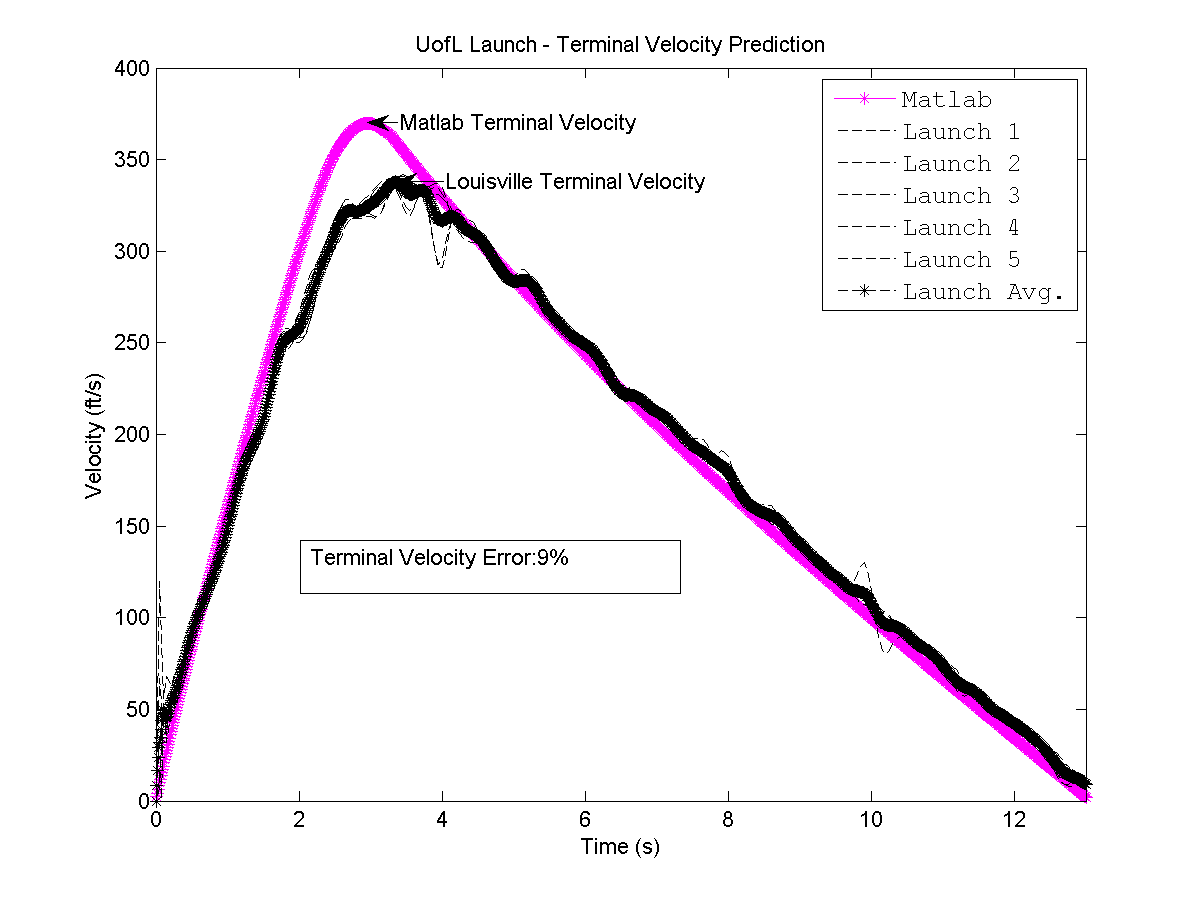 UofL Launch - Terminal Velocity Prediction
400
350
300
250
200
150
100
50
0
Velocity (ft/s)
Matlab Terminal Velocity
Louisville Terminal Velocity
Matlab
Launch 1
Launch 2
Launch 3
Launch 4
Launch 5
Launch Avg.
Terminal Velocity Error:9%
0 2 4 6 8 10 12
Time (s)